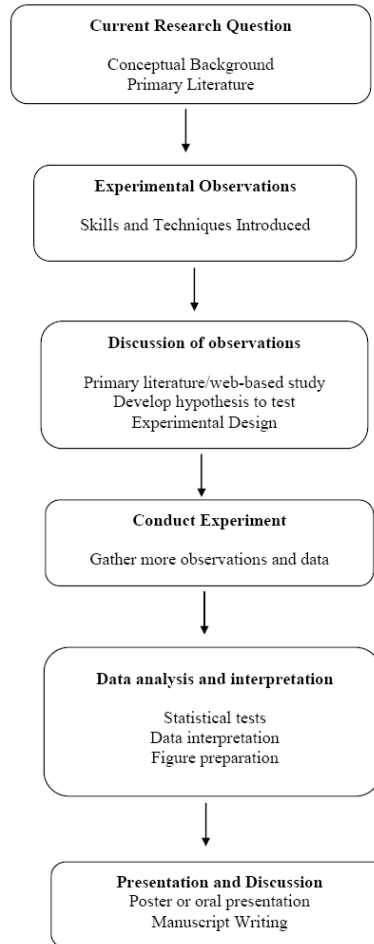 Current Research Question
Conceptual Background
Primary Literature
Experimental Observations
Skills and Techniques Introduced
Discussion of observations
Primary literature/web-based study
Develop hypothesis to test
Experimental Design
Conduct Experiment
Gather more observations and data
Data analysis and interpretation
Statistical tests
Data interpretation
Figure preparation
Presentation and Discussion
Poster or oral presentation
Manuscript Writing